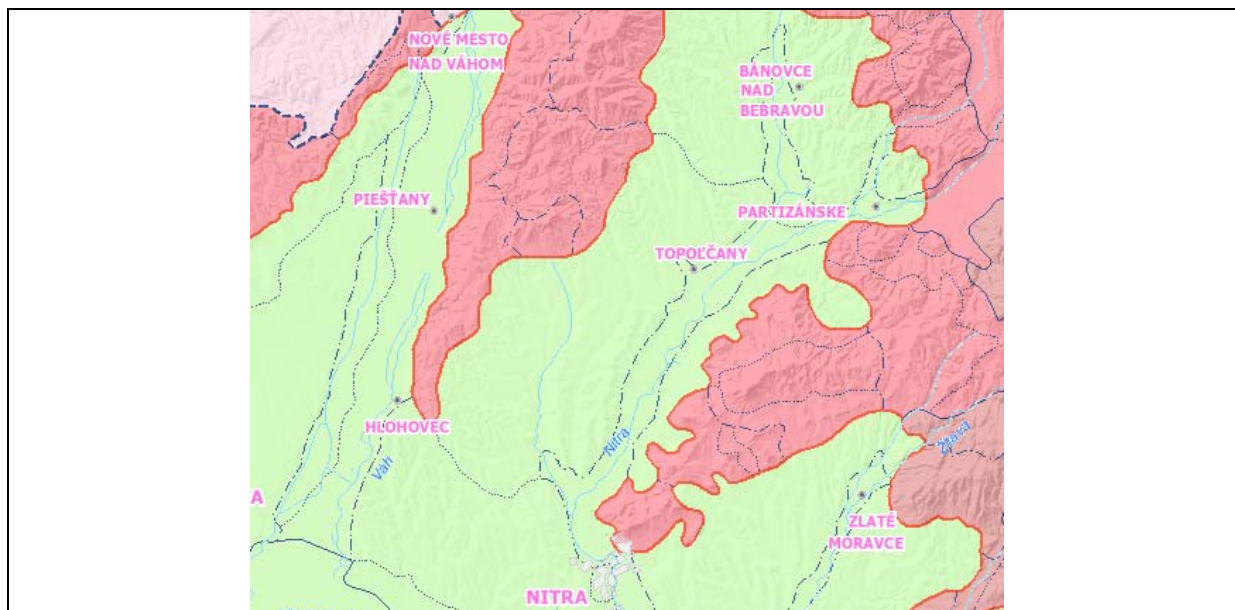 NOVÉ MESTO
NAD VÁHOM
BÁNOVCE
NAD
BEBRAVOU
PIEŠŤANY
PARTIZÁNSKE
TOPOĽČANY
HLOHOVEC
Nitra
Žitava
Váh
A
ZLATÉ
MORAVCE
NITRA